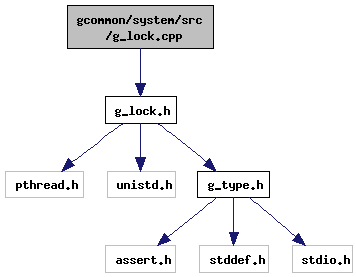 gcommon/system/src
/g_lock.cpp
g_lock.h
pthread.h
unistd.h
g_type.h
assert.h
stddef.h
stdio.h